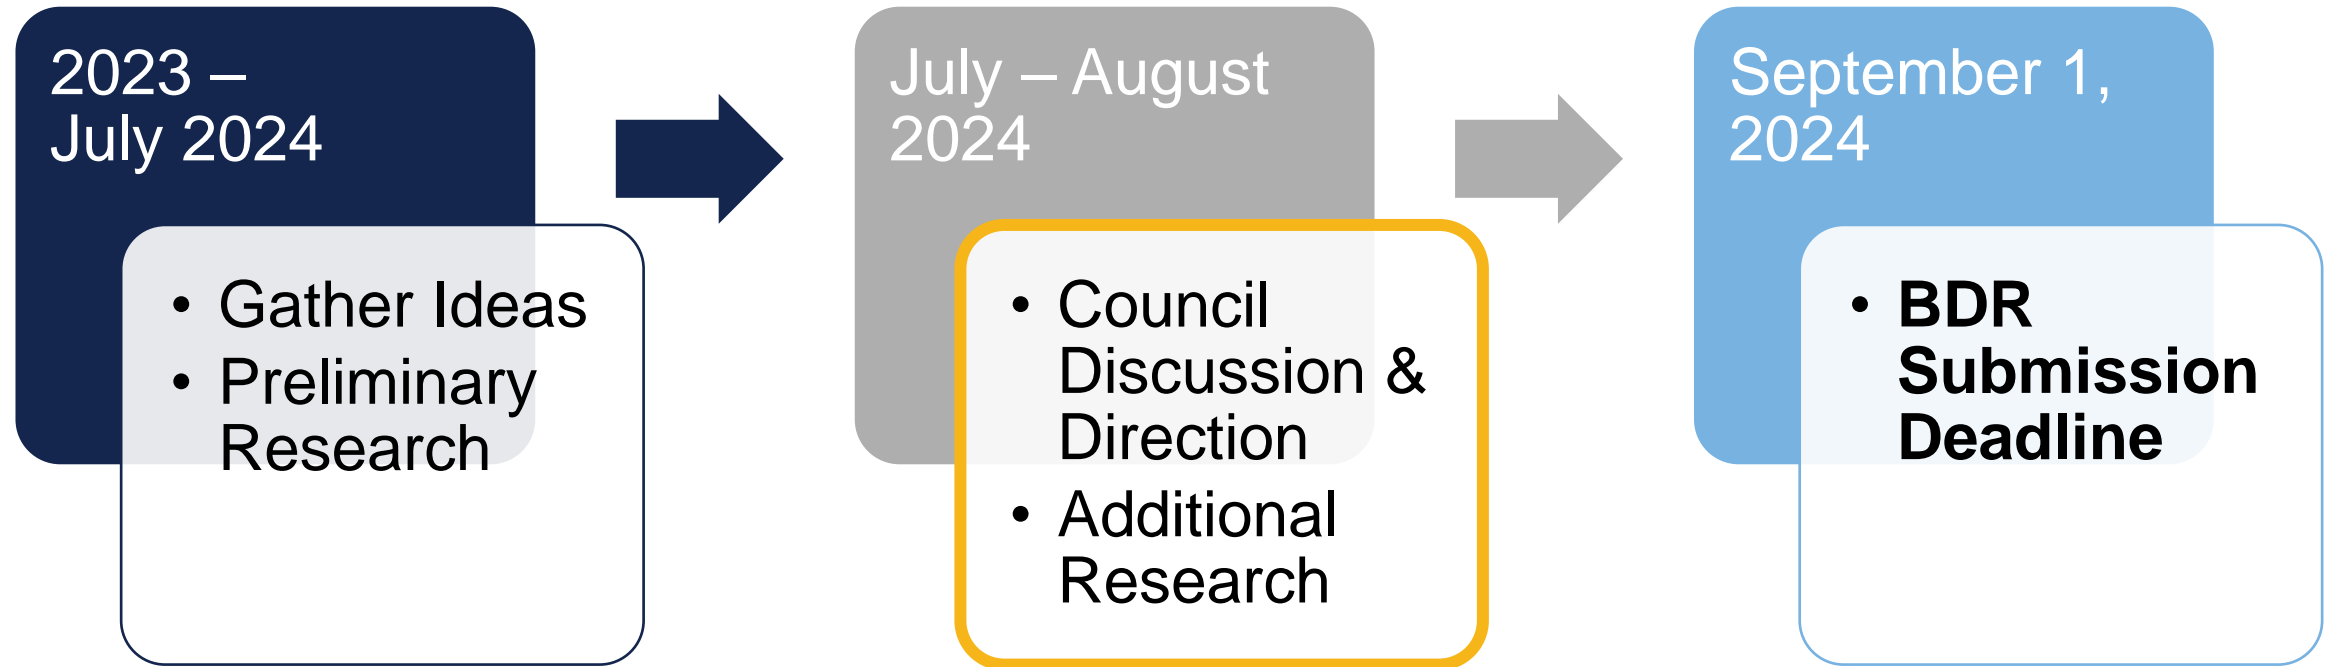 2023 –
July 2024
• Gather Ideas
• Preliminary
Research
July – August
2024
• Council
Discussion &
Direction
• Additional
Research
September 1,
2024
• BDR
Submission
Deadline